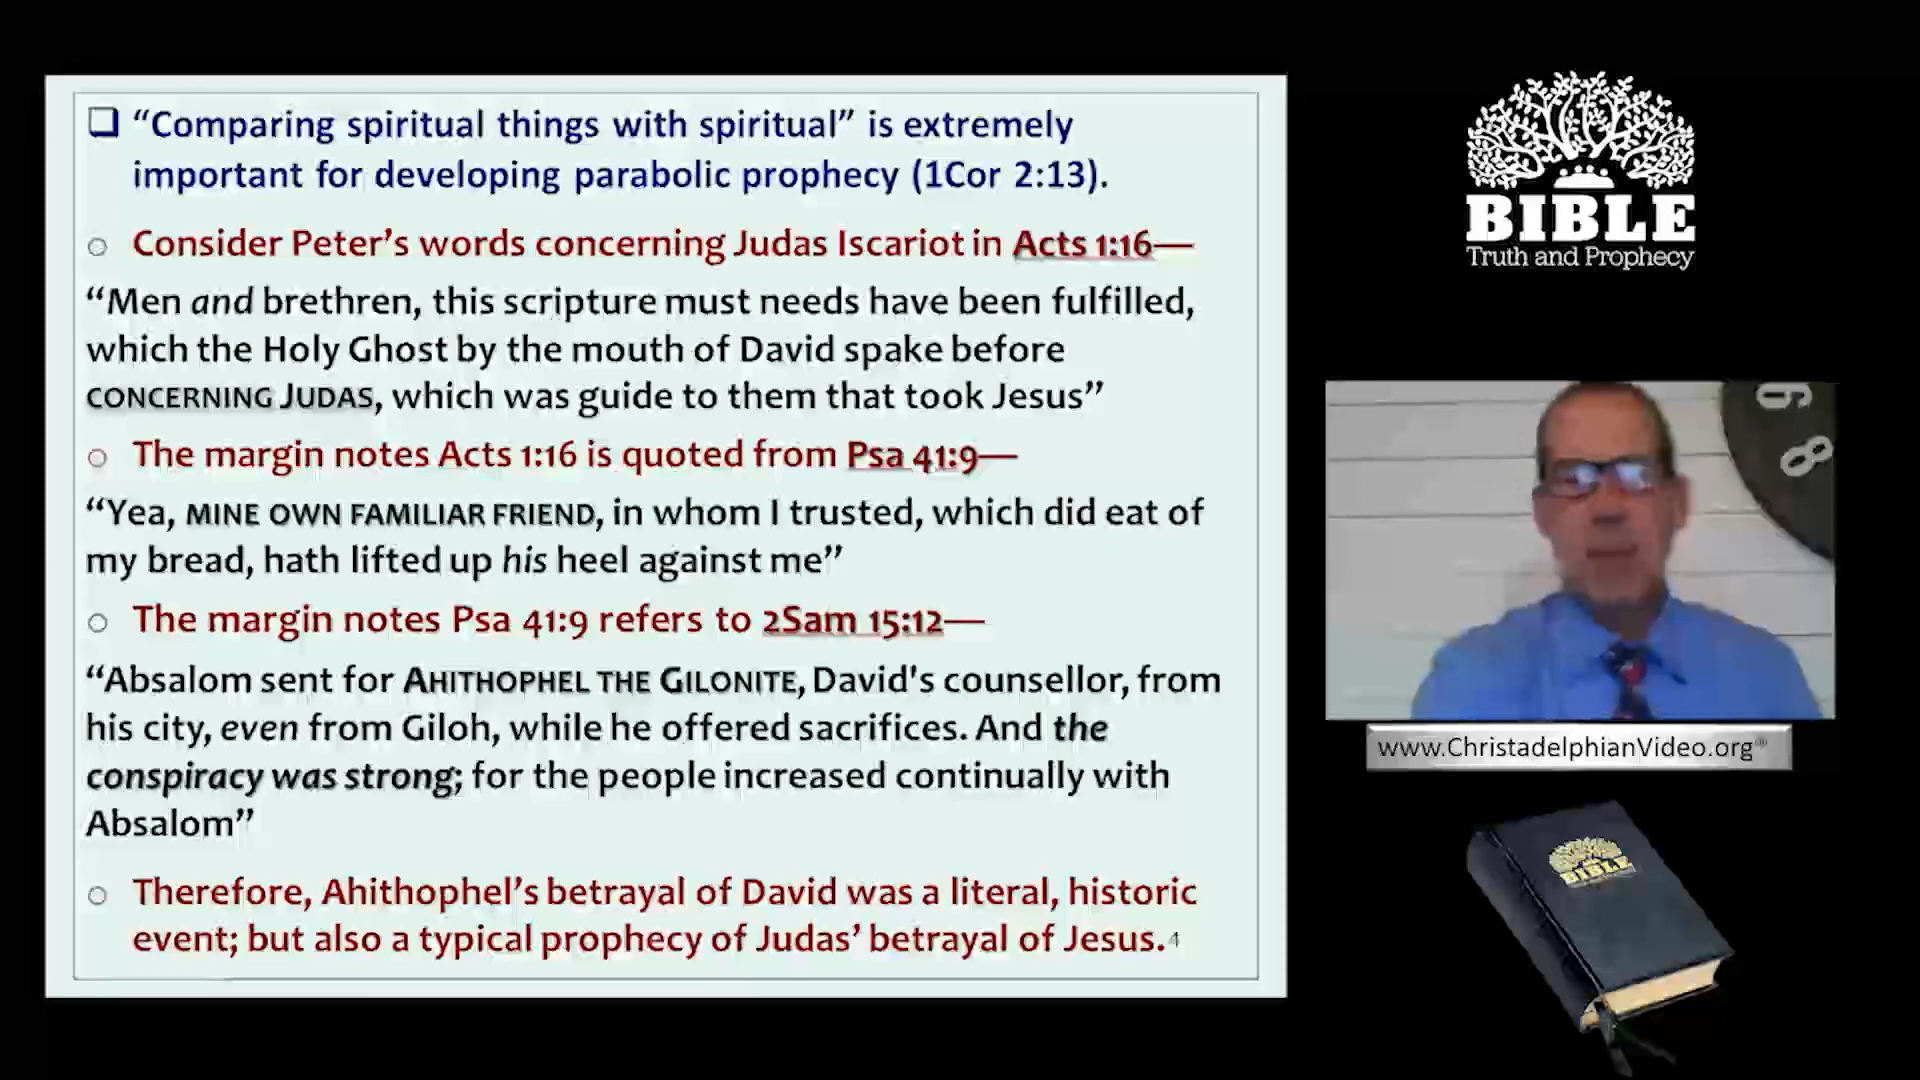 “Comparing spiritual things with spiritual” is extremely
important for developing parabolic prophecy (1Cor 2:13).
Consider Peter’s words concerning Judas Iscariot in Acts 1:16—
“Men and brethren, this scripture must needs have been fulfilled,
which the Holy Ghost by the mouth of David spake before
CONCERNING JUDAS, which was guide to them that took Jesus”
The margin notes Acts 1:16 is quoted from Psa 41:9—
“Yea, MINE OWN FAMILIAR FRIEND, in whom I trusted, which did eat of
my bread, hath lifted up his heel against me”
The margin notes Psa 41:9 refers to 2Sam 15:12—
“Absalom sent for AHITHOPHEL THE GILONITE, David's counsellor, from
his city, even from Giloh, while he offered sacrifices. And the
conspiracy was strong; for the people increased continually with
Absalom”
Therefore, Ahithophel’s betrayal of David was a literal, historic
event; but also a typical prophecy of Judas’ betrayal of Jesus. 4
BIBLE
Truth and Prophecy
6
8
www.ChristadelphianVideo.org®
BIBLE